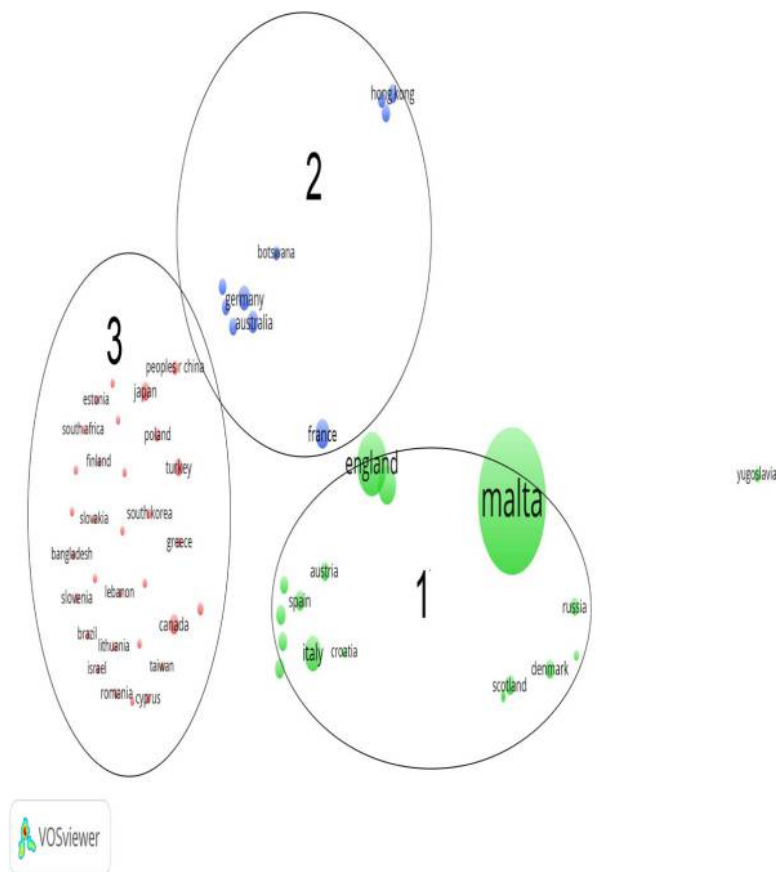 hong kong
2
botswana
germany
australia
3
peoples r china
japan
estonia
south africa
poland
france
finland
turkey
england
malta
yugoslavia
slovakia
south korea
greece
bangladesh
austria
1
slovenia
lebanon
spain
russia
brazil
canada
lithuania
italy
croatia
israel
taiwan
denmark
scotland
romania
cyprus
VOSviewer